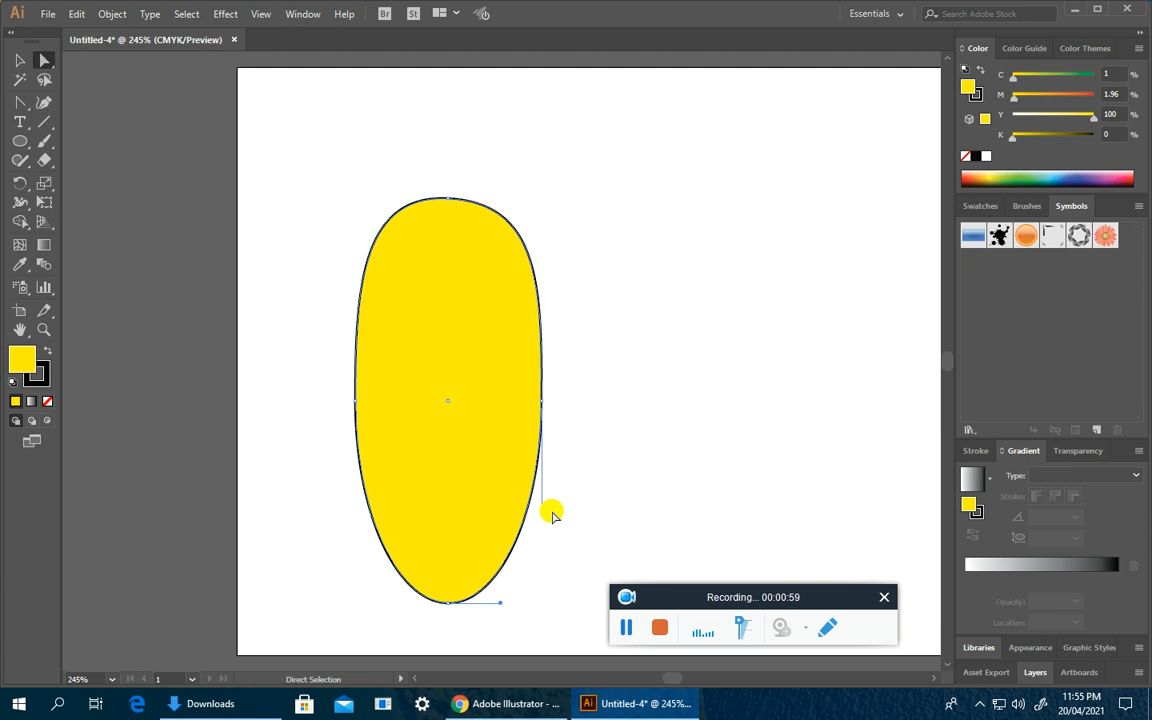 Ai File Edit Object Type Select Effect View Window Help Br St Essentials Search Adobe Stock
Untitled-4* @ 245% (CMYK/Preview) ×
Color Color Guide Color Themes
C 1 %
M 1.96 %
Y 100 %
K 0 %
Swatches Brushes Symbols
Stroke Gradient Transparency
Type:
Stroke:
Opacity:
Location:
Recording... 00:00:59
Libraries Appearance Graphic Styles
Asset Export Layers Artboards
245% 1 Direct Selection
Downloads Adobe Illustrator - ... Ai Untitled-4* @ 245%... 11:55 PM
20/04/2021